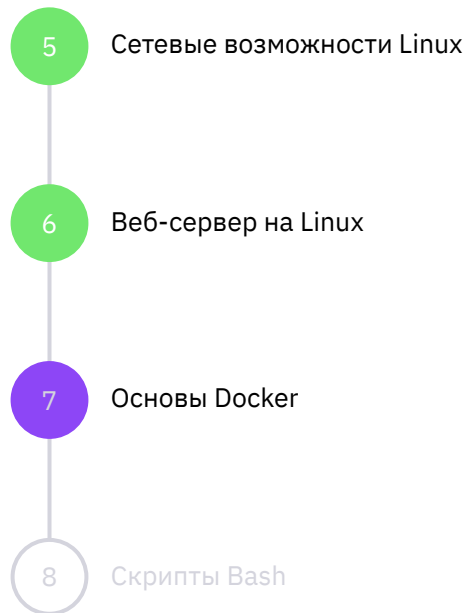 5 Сетевые возможности Linux
6 Веб-сервер на Linux
7 Основы Docker
8 Скрипты Bash